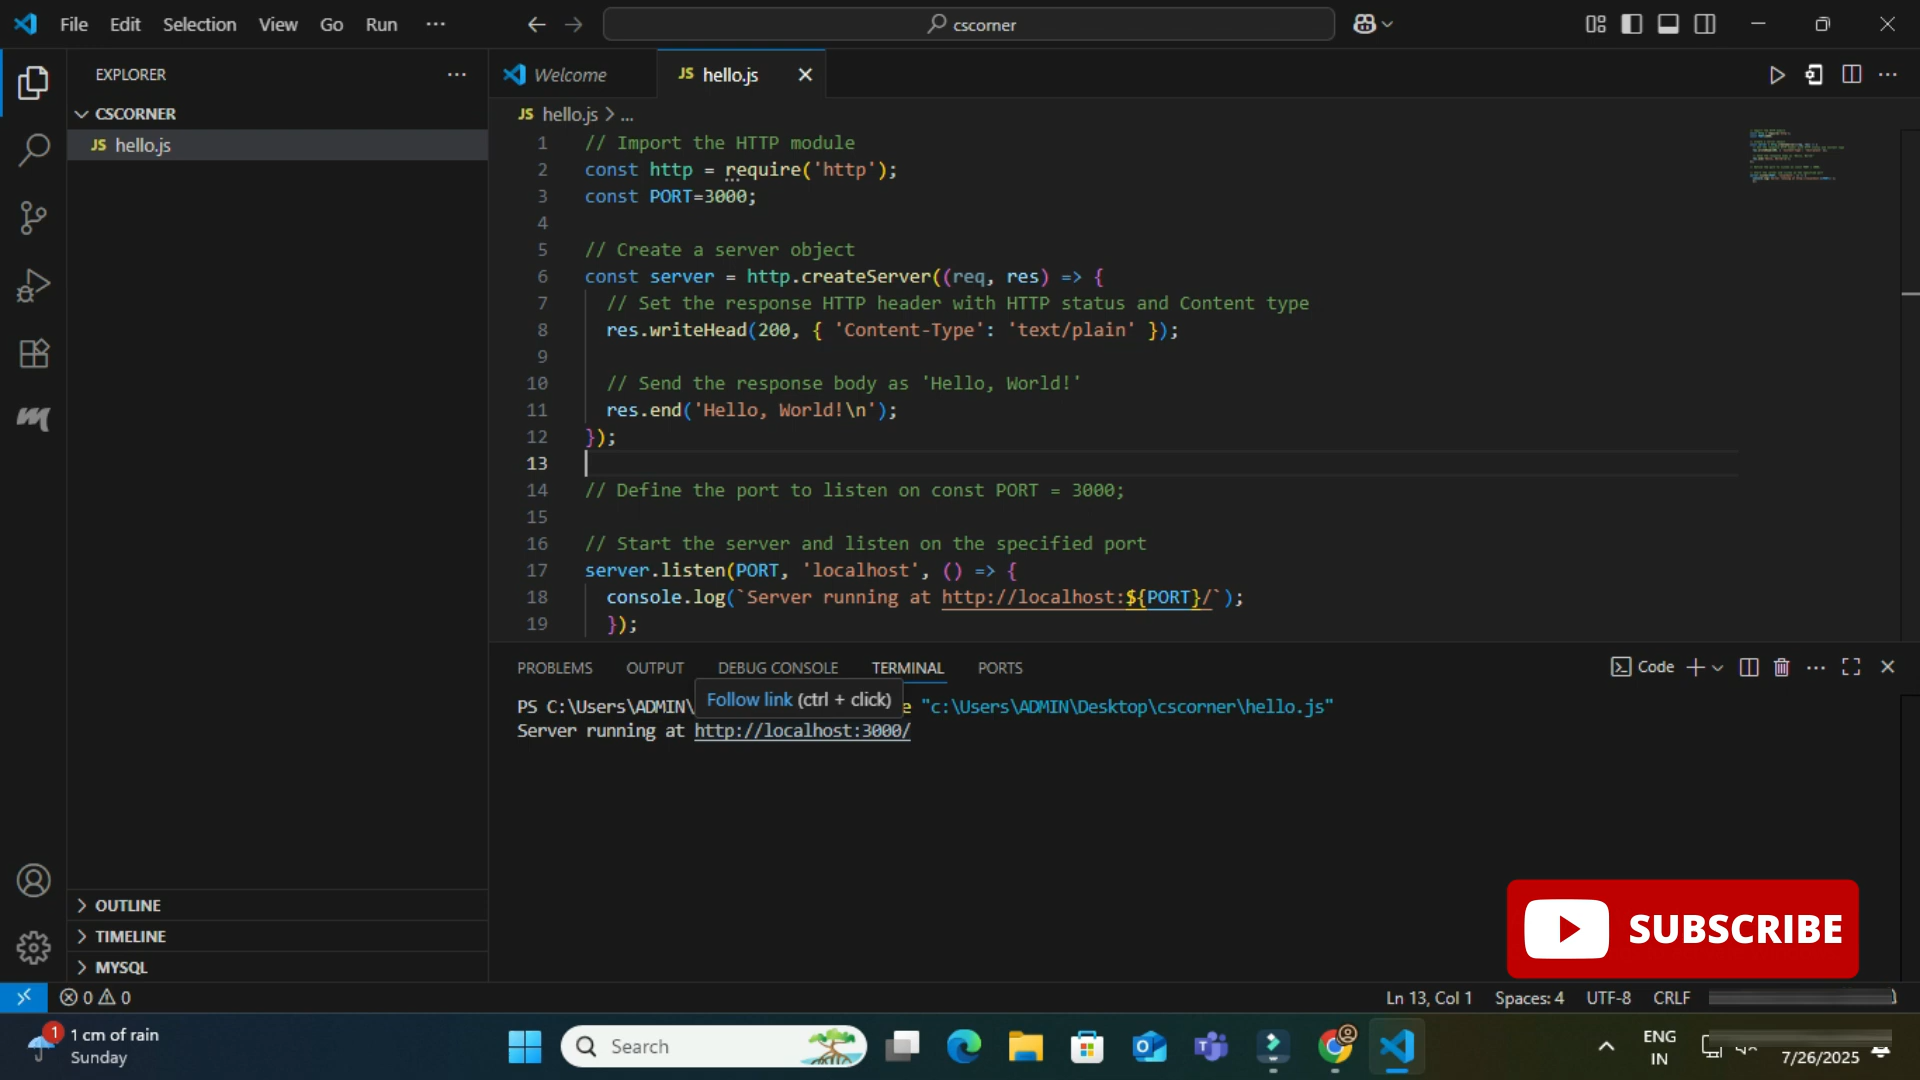 File Edit Selection View Go Run ···
cscorner
EXPLORER ···
Welcome
JS hello.js
CSCORNER
JS hello.js > ...
JS hello.js
1 // Import the HTTP module
2 const http = require('http');
3 const PORT=3000;
4
5 // Create a server object
6 const server = http.createServer((req, res) => {
7 // Set the response HTTP header with HTTP status and Content type
8 res.writeHead(200, { 'Content-Type': 'text/plain' });
9
10 // Send the response body as 'Hello, World!'
11 res.end('Hello, World!\n');
12 });
13
14 // Define the port to listen on const PORT = 3000;
15
16 // Start the server and listen on the specified port
17 server.listen(PORT, 'localhost', () => {
18 console.log(`Server running at http://localhost:${PORT}/`);
19 });
PROBLEMS OUTPUT DEBUG CONSOLE TERMINAL PORTS
Code
Follow link (ctrl + click)
PS C:\Users\ADMIN\ e "c:\Users\ADMIN\Desktop\cscorner\hello.js"
Server running at http://localhost:3000/
OUTLINE
TIMELINE
MYSQL
SUBSCRIBE
0 0
Ln 13, Col 1 Spaces: 4 UTF-8 CRLF
1
1 cm of rain
Sunday
Search
ENG
IN
7/26/2025